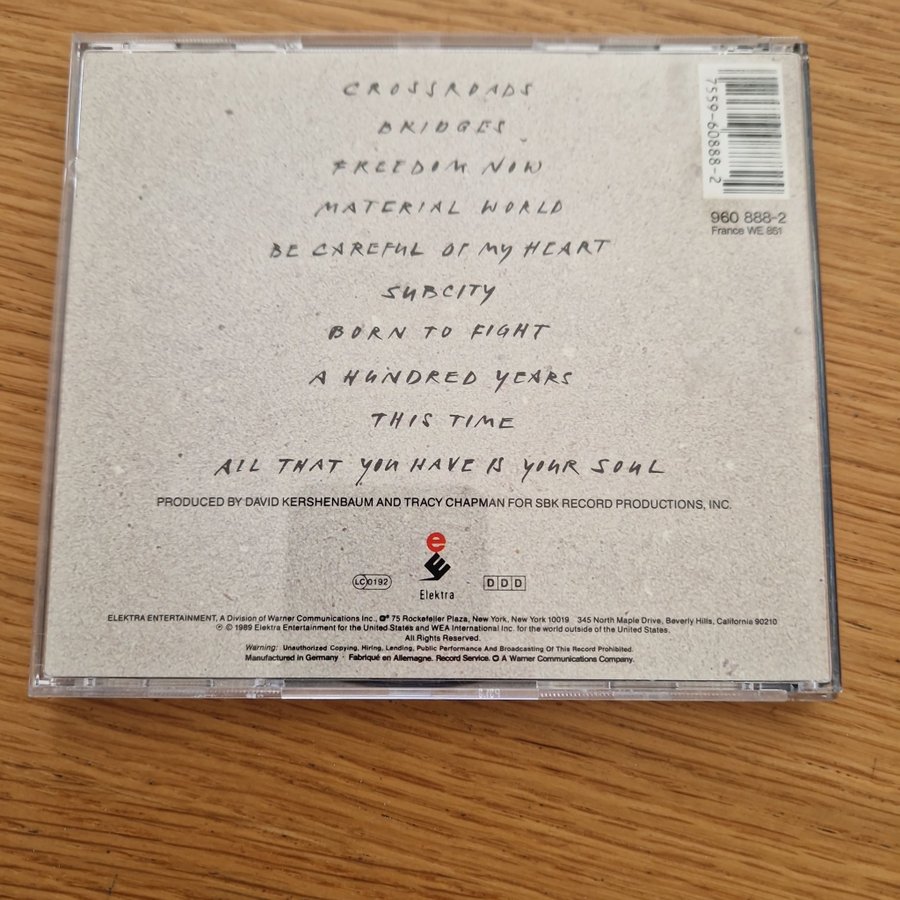 CROSSROADS
BRIDGES
FREEDOM NOW
MATERIAL WORLD
BE CAREFUL OF MY HEART
SUBCITY
BORN TO FIGHT
A HUNDRED YEARS
THIS TIME
ALL THAT YOU HAVE IS YOUR SOUL
7559-60888-2
960 888-2
France WE 851
PRODUCED BY DAVID KERSHENBAUM AND TRACY CHAPMAN FOR SBK RECORD PRODUCTIONS, INC.
LC 0192
e
Elektra
DDD
ELEKTRA ENTERTAINMENT, A Division of Warner Communications Inc., 75 Rockefeller Plaza, New York, New York 10019 345 North Maple Drive, Beverly Hills, California 90210
℗ © 1989 Elektra Entertainment for the United States and WEA International Inc. for the world outside of the United States.
All Rights Reserved.
Warning: Unauthorized Copying, Hiring, Lending, Public Performance And Broadcasting Of This Record Prohibited.
Manufactured in Germany · Fabriqué en Allemagne. Record Service. A Warner Communications Company.